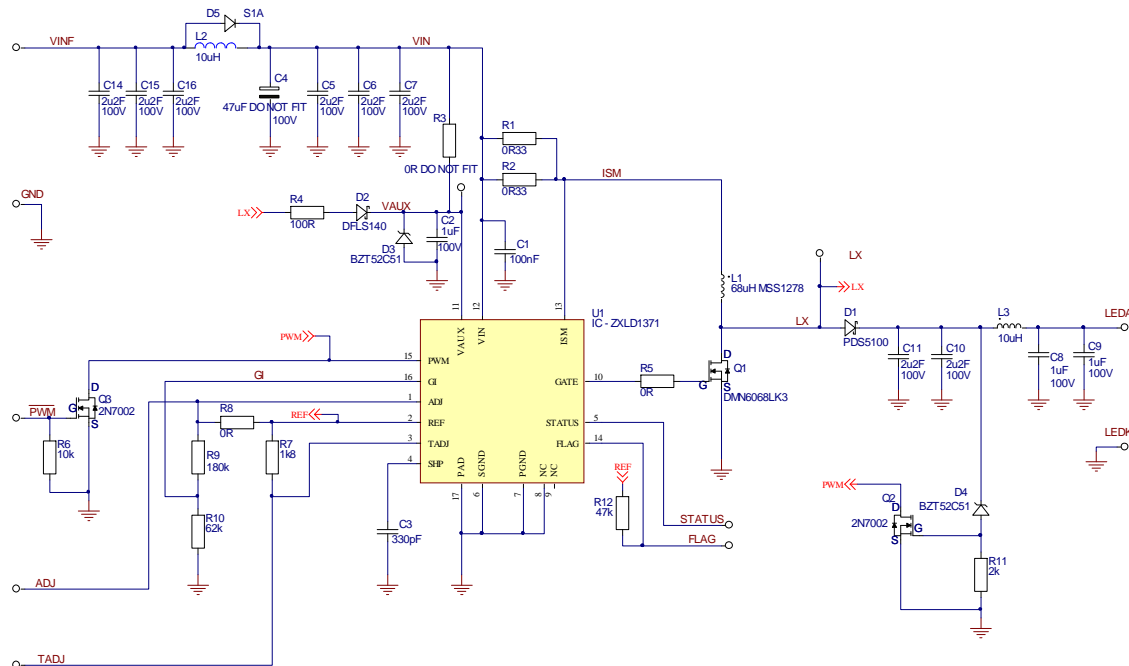 D5
S1A
VINF
L2
10uH
VIN
C14
2u2F
100V
C15
2u2F
100V
C16
2u2F
100V
C4
47uF DO NOT FIT
100V
C5
2u2F
100V
C6
2u2F
100V
C7
2u2F
100V
R3
0R DO NOT FIT
R1
0R33
R2
0R33
ISM
GND
LX
R4
100R
D2
DFLS140
VAUX
D3
BZT52C51
C2
1uF
100V
C1
100nF
L1
68uH MSS1278
LX
LX
LX
D1
PDS5100
C11
2u2F
100V
C10
2u2F
100V
L3
10uH
C8
1uF
100V
C9
1uF
100V
LEDA
LEDK
U1
IC - ZXLD1371
11
12
13
VAUX
VIN
ISM
15
PWM
16
GI
1
ADJ
2
REF
3
TADJ
4
SHP
GATE
10
STATUS
5
FLAG
14
PAD
SGND
PGND
NC
NC
17
6
7
8
9
PWM
GI
REF
PWM
Q3
2N7002
D
G
S
R6
10k
R8
0R
R9
180k
R7
1k8
R10
62k
C3
330pF
R5
0R
Q1
DMN6068LK3
D
G
S
REF
R12
47k
STATUS
FLAG
PWM
Q2
2N7002
D
G
S
D4
BZT52C51
R11
2k
ADJ
TADJ